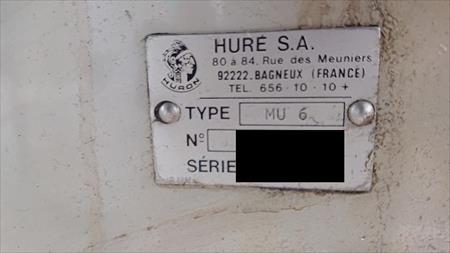 HURÉ S.A.
80 à 84, Rue des Meuniers
92222.BAGNEUX (FRANCE)
TEL. 656-10-10+
HURON
TYPE MU 6
N°
SÉRIE